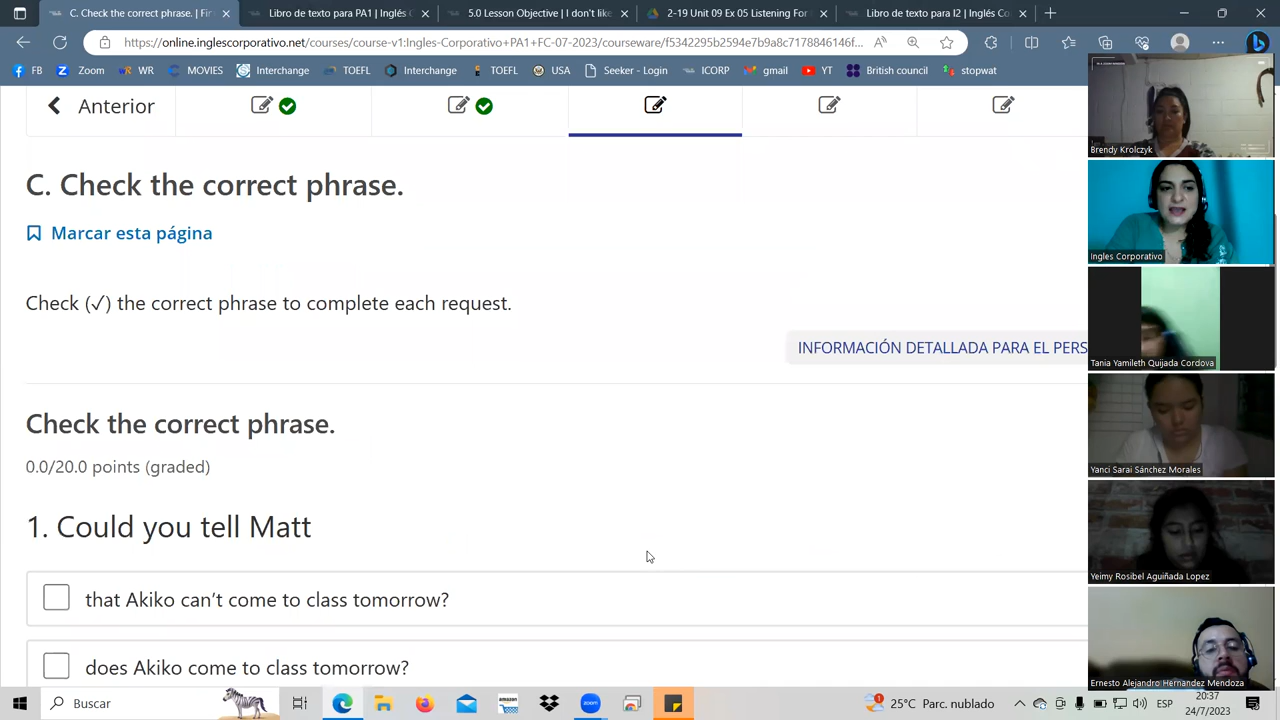 C. Check the correct phrase. | Fir
Libro de texto para PA1 | Inglés C
5.0 Lesson Objective | I don't like
2-19 Unit 03 Ex 05 Listening For
Libro de texto para I2 | Inglés Co
https://online.inglescorporativo.net/courses/course-v1:Ingles-Corporativo+PA1+FC-07-2023/courseware/f5342295b2594e7b9a8c7178846146f...
FB
Zoom
WR
MOVIES
Interchange
TOEFL
Interchange
TOEFL
USA
Seeker - Login
ICORP
gmail
YT
British council
stopwat
Anterior
C. Check the correct phrase.
Marcar esta página
Check (✓) the correct phrase to complete each request.
INFORMACIÓN DETALLADA PARA EL PERS
Check the correct phrase.
0.0/20.0 points (graded)
1. Could you tell Matt
that Akiko can't come to class tomorrow?
does Akiko come to class tomorrow?
Brendy Krolczyk
Ingles Corporativo
Tania Yamileth Quijada Cordova
Yanci Sarai Sánchez Morales
Yeimy Rosibel Aguiñada Lopez
Ernesto Alejandro Hernandez Mendoza
Buscar
amazon
zoom
1
25°C Parc. nublado
20:37
24/7/2023